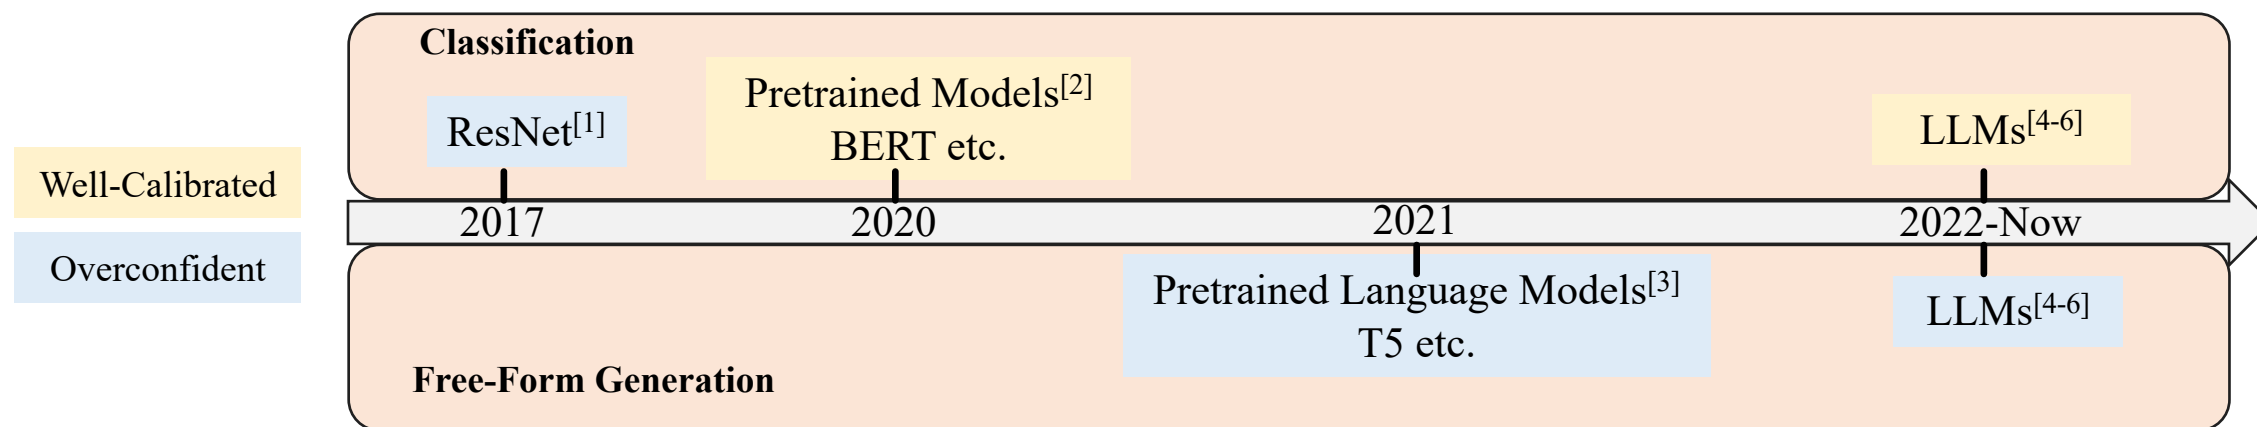 Classification
ResNet[1]
Pretrained Models[2]
BERT etc.
LLMs[4-6]
Well-Calibrated
Overconfident
2017
2020
2021
2022-Now
Pretrained Language Models[3]
T5 etc.
LLMs[4-6]
Free-Form Generation